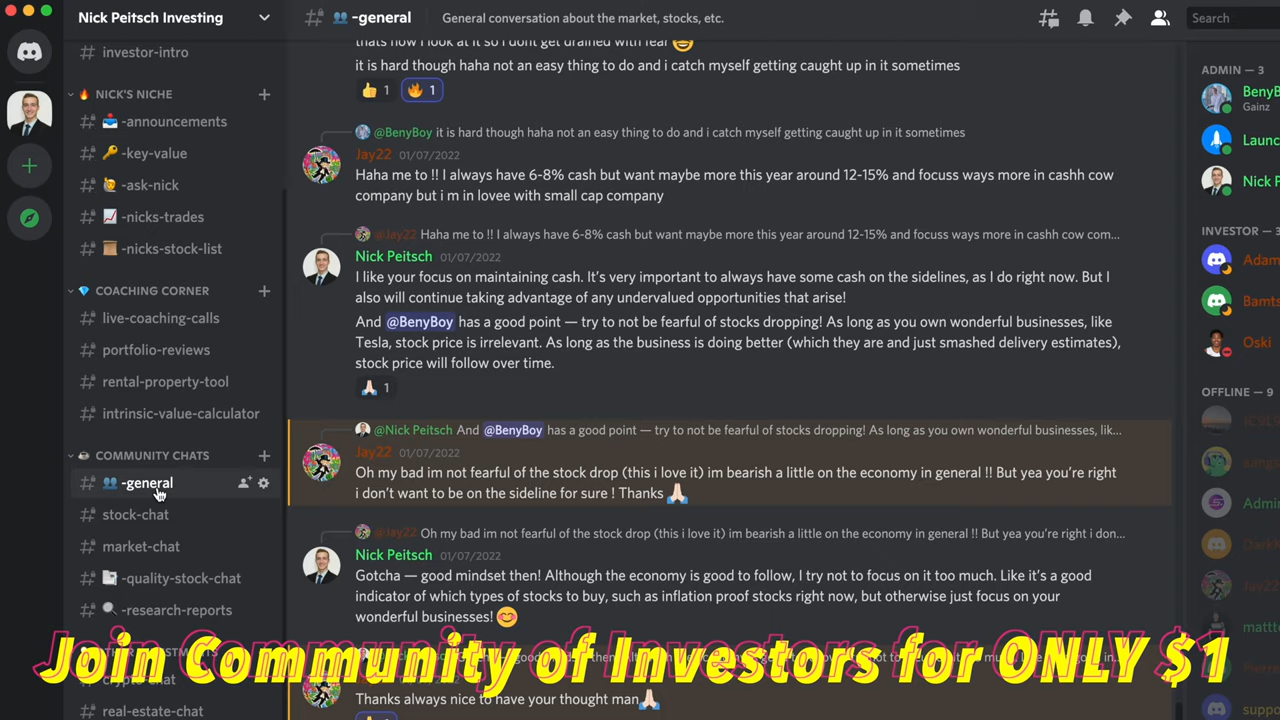 Nick Peitsch Investing
investor-intro
NICK'S NICHE
-announcements
-key-value
-ask-nick
-nicks-trades
-nicks-stock-list
COACHING CORNER
live-coaching-calls
portfolio-reviews
rental-property-tool
intrinsic-value-calculator
COMMUNITY CHATS
-general
stock-chat
market-chat
-quality-stock-chat
-research-reports
crypto-chat
real-estate-chat
-general
General conversation about the market, stocks, etc.
Search
thats how I look at it so i dont get drained with fear
it is hard though haha not an easy thing to do and i catch myself getting caught up in it sometimes
1
1
@BenyBoy it is hard though haha not an easy thing to do and i catch myself getting caught up in it sometimes
Jay22 01/07/2022
Haha me to !! I always have 6-8% cash but want maybe more this year around 12-15% and focuss ways more in cashh cow
company but i m in lovee with small cap company
@Jay22 Haha me to !! I always have 6-8% cash but want maybe more this year around 12-15% and focuss ways more in cashh cow com...
Nick Peitsch 01/07/2022
I like your focus on maintaining cash. It's very important to always have some cash on the sidelines, as I do right now. But I
also will continue taking advantage of any undervalued opportunities that arise!
And @BenyBoy has a good point — try to not be fearful of stocks dropping! As long as you own wonderful businesses, like
Tesla, stock price is irrelevant. As long as the business is doing better (which they are and just smashed delivery estimates),
stock price will follow over time.
1
@Nick Peitsch And @BenyBoy has a good point — try to not be fearful of stocks dropping! As long as you own wonderful businesses, lik...
Jay22 01/07/2022
Oh my bad im not fearful of the stock drop (this i love it) im bearish a little on the economy in general !! But yea you're right
i don't want to be on the sideline for sure ! Thanks
@Jay22 Oh my bad im not fearful of the stock drop (this i love it) im bearish a little on the economy in general !! But yea you're right i don't...
Nick Peitsch 01/07/2022
Gotcha — good mindset then! Although the economy is good to follow, I try not to focus on it too much. Like it's a good
indicator of which types of stocks to buy, such as inflation proof stocks right now, but otherwise just focus on your
wonderful businesses!
Thanks always nice to have your thought man
ADMIN — 3
BenyB
Gainz
Launc
Nick P
INVESTOR — 3
Adam
Bamts
Oski
OFFLINE — 9
Admi
Jay22
mattt
suppo
Join Community of Investors for ONLY $1